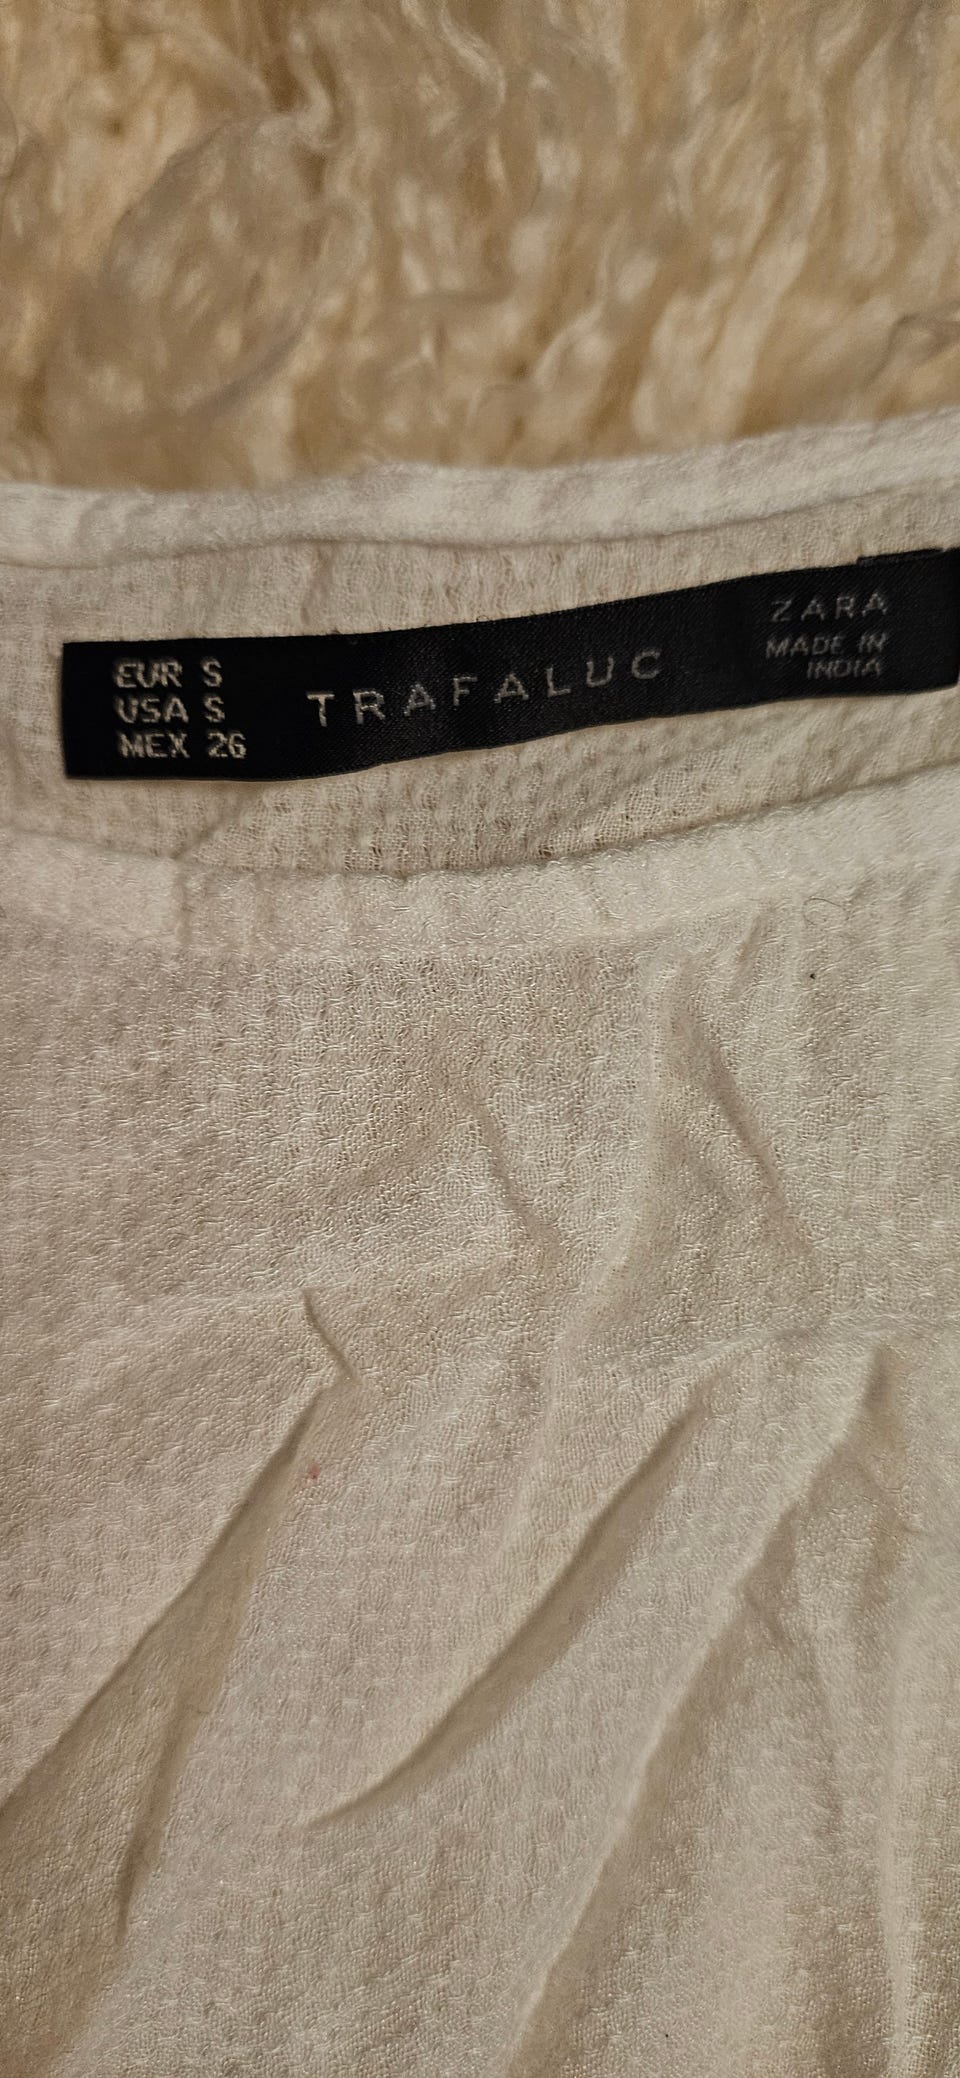 EUR S
USA S
MEX 26
TRAFALUC
ZARA
MADE IN
INDIA